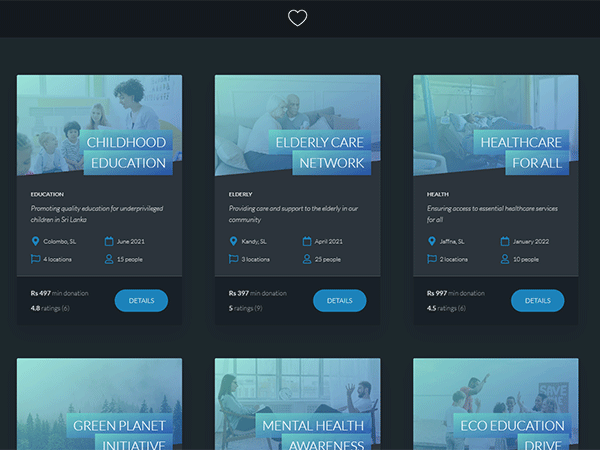 CHILDHOOD
EDUCATION
EDUCATION
Promoting quality education for underprivileged
children in Sri Lanka
Colombo, SL
June 2021
4 locations
15 people
Rs 497 min donation
4.8 ratings (6)
DETAILS
ELDERLY CARE
NETWORK
ELDERLY
Providing care and support to the elderly in our
community
Kandy, SL
April 2021
3 locations
25 people
Rs 397 min donation
5 ratings (9)
DETAILS
HEALTHCARE
FOR ALL
HEALTH
Ensuring access to essential healthcare services
for all
Jaffna, SL
January 2022
2 locations
10 people
Rs 997 min donation
4.5 ratings (6)
DETAILS
GREEN PLANET
INITIATIVE
MENTAL HEALTH
AWARENESS
SAVE
ECO EDUCATION
DRIVE